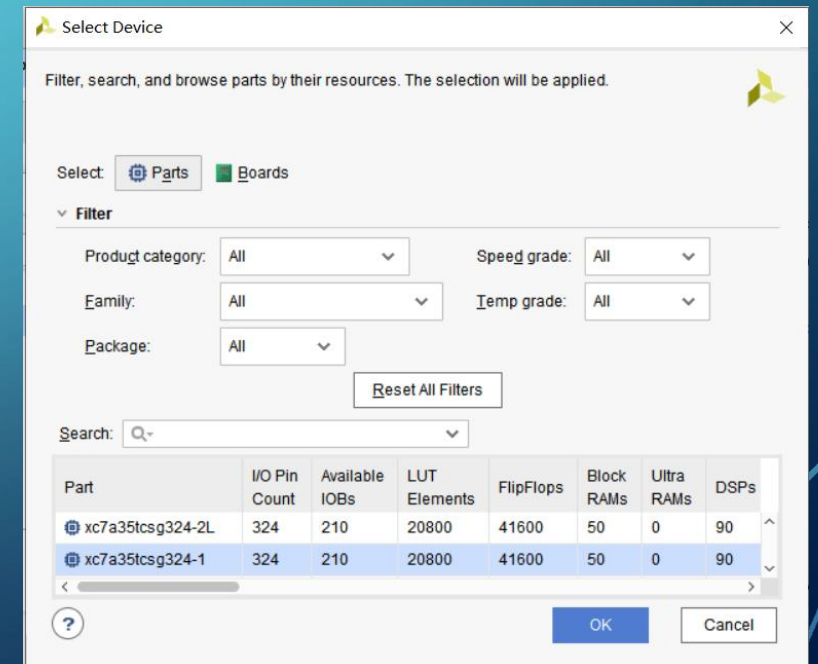 Select Device
Filter, search, and browse parts by their resources. The selection will be applied.
Select: Parts Boards
Filter
Product category: All Speed grade: All
Family: All Temp grade: All
Package: All
Reset All Filters
Search: Q-
Part I/O Pin Count Available IOBs LUT Elements FlipFlops Block RAMs Ultra RAMs DSPs
xc7a35tcsg324-2L 324 210 20800 41600 50 0 90
xc7a35tcsg324-1 324 210 20800 41600 50 0 90
? OK Cancel